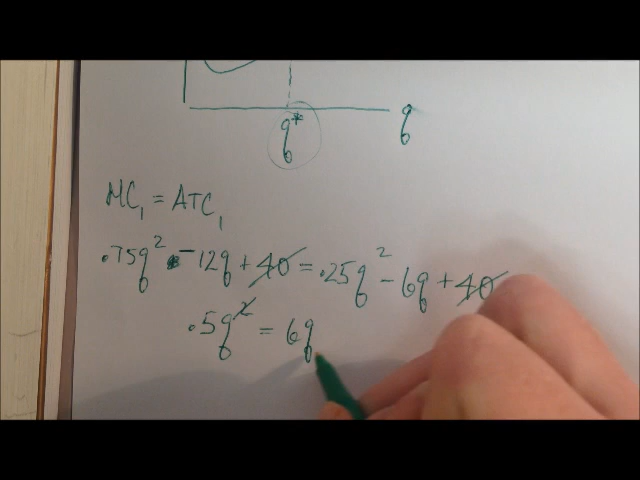 q* q
MC₁ = ATC₁
.75q² - 12q + 40 = .25q² - 6q + 40
.5q² = 6q